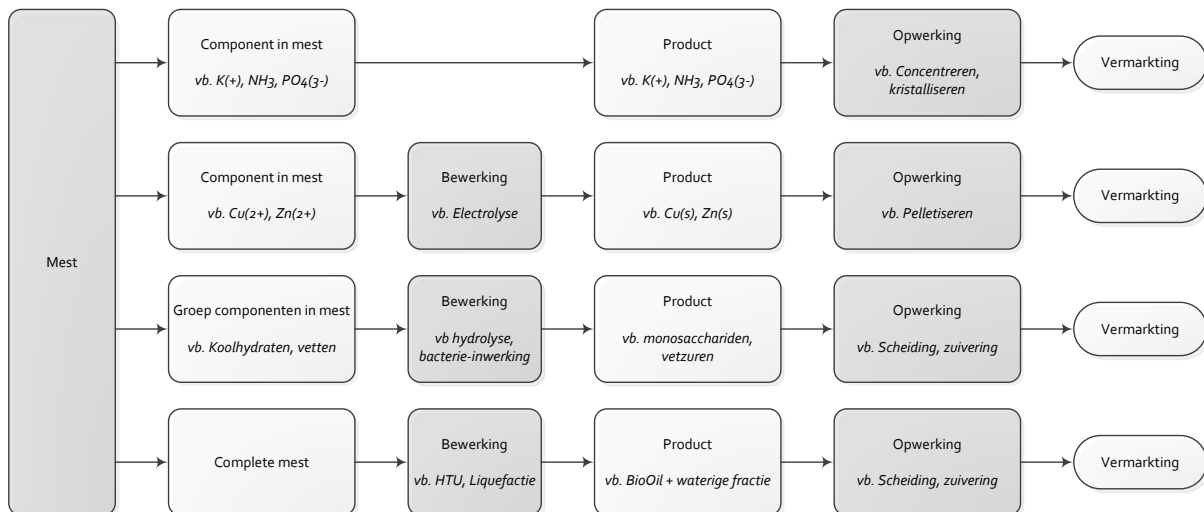 Mest
Component in mest
vb. K(+), NH3, PO4(3-)
Product
vb. K(+), NH3, PO4(3-)
Opwerking
vb. Concentreren,
kristalliseren
Vermarkting
Component in mest
vb. Cu(2+), Zn(2+)
Bewerking
vb. Electrolyse
Product
vb. Cu(s), Zn(s)
Opwerking
vb. Pelletiseren
Vermarkting
Groep componenten in mest
vb. Koolhydraten, vetten
Bewerking
vb hydrolyse,
bacterie-inwerking
Product
vb. monosacchariden,
vetzuren
Opwerking
vb. Scheiding, zuivering
Vermarkting
Complete mest
Bewerking
vb. HTU, Liquefactie
Product
vb. BioOil + waterige fractie
Opwerking
vb. Scheiding, zuivering
Vermarkting